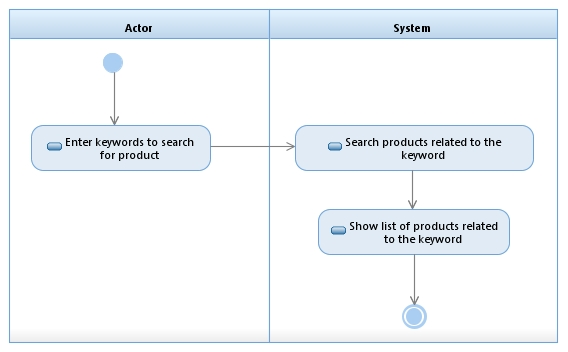 Actor
System
Enter keywords to search
for product
Search products related to the
keyword
Show list of products related
to the keyword